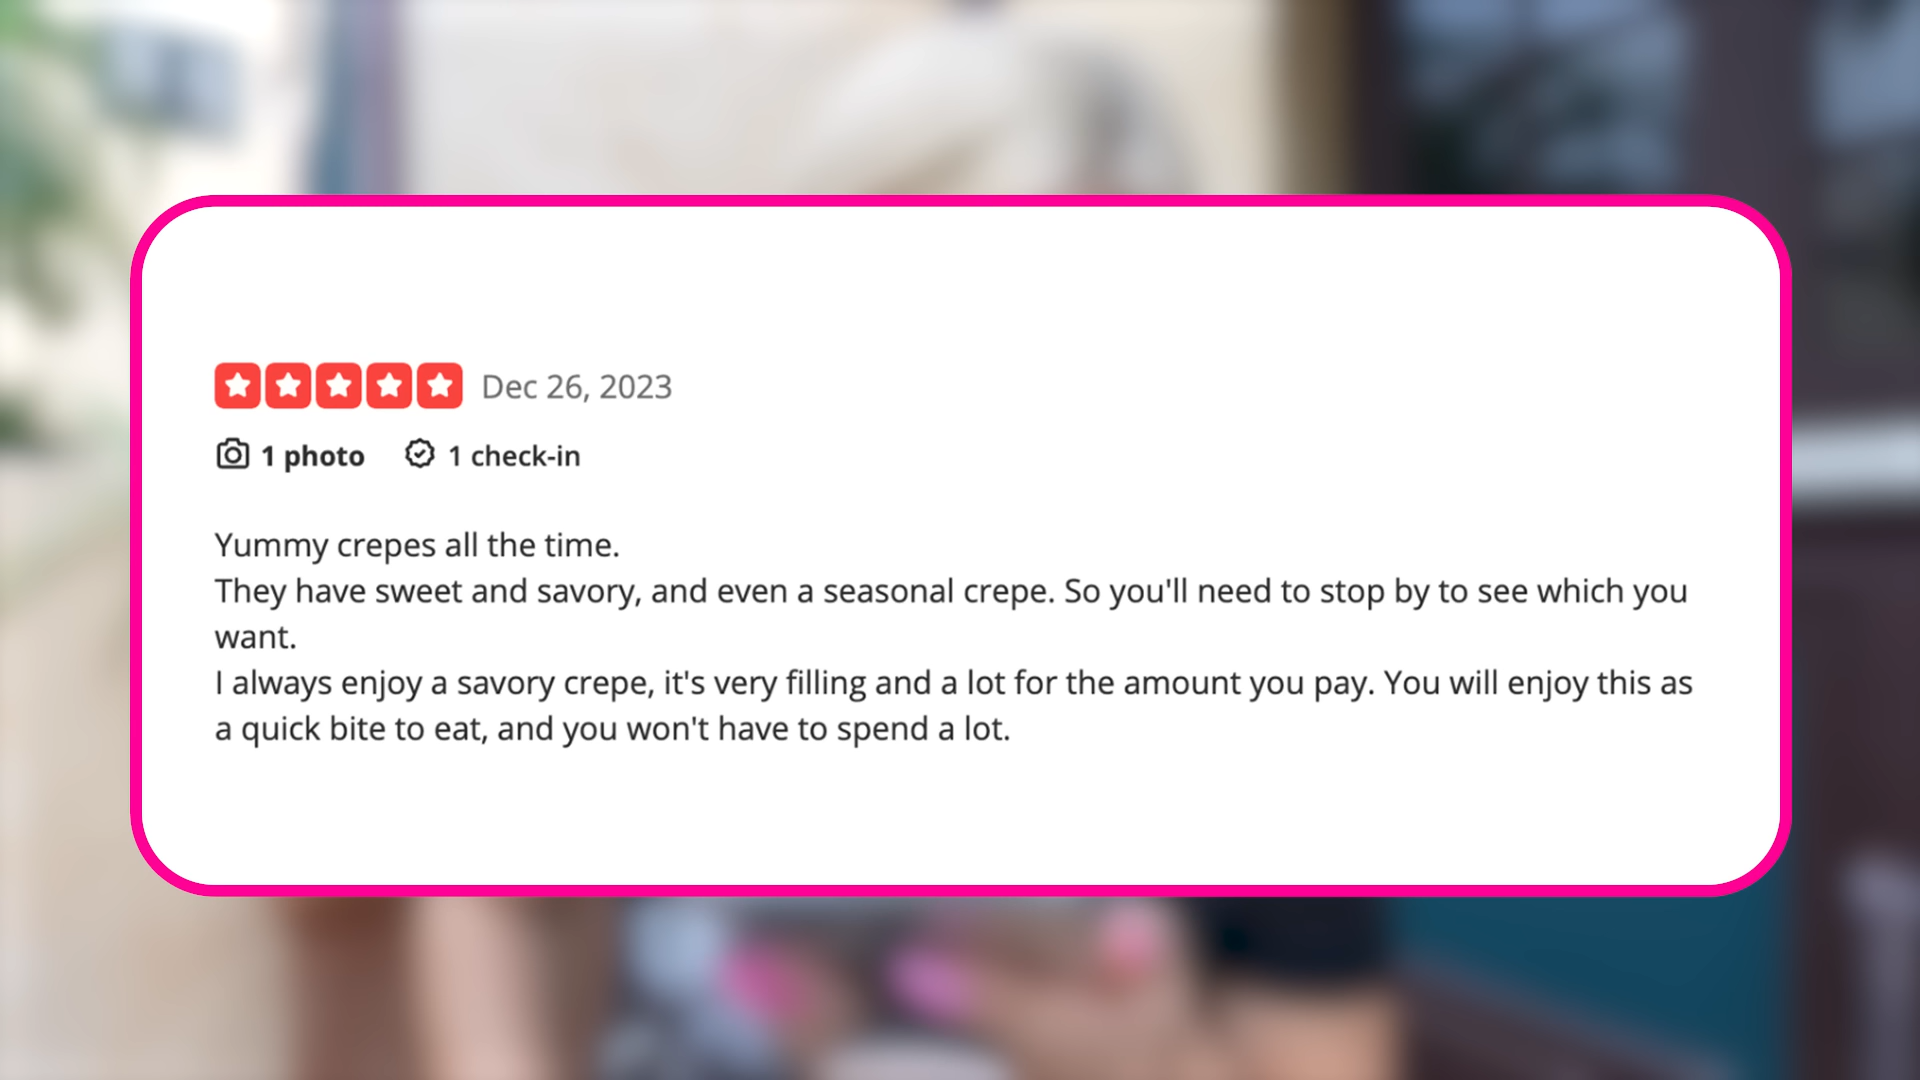 Dec 26, 2023
1 photo 1 check-in
Yummy crepes all the time.
They have sweet and savory, and even a seasonal crepe. So you'll need to stop by to see which you
want.
I always enjoy a savory crepe, it's very filling and a lot for the amount you pay. You will enjoy this as
a quick bite to eat, and you won't have to spend a lot.